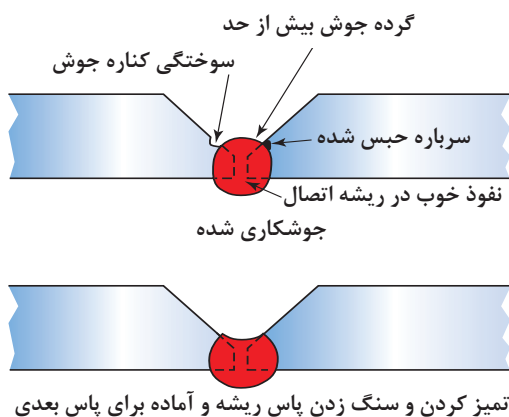 گرده جوش بیش از حد
سوختگی کناره جوش
سرباره حبس شده
نفوذ خوب در ریشه اتصال
جوشکاری شده
تمیز کردن و سنگ زدن پاس ریشه و آماده برای پاس بعدی